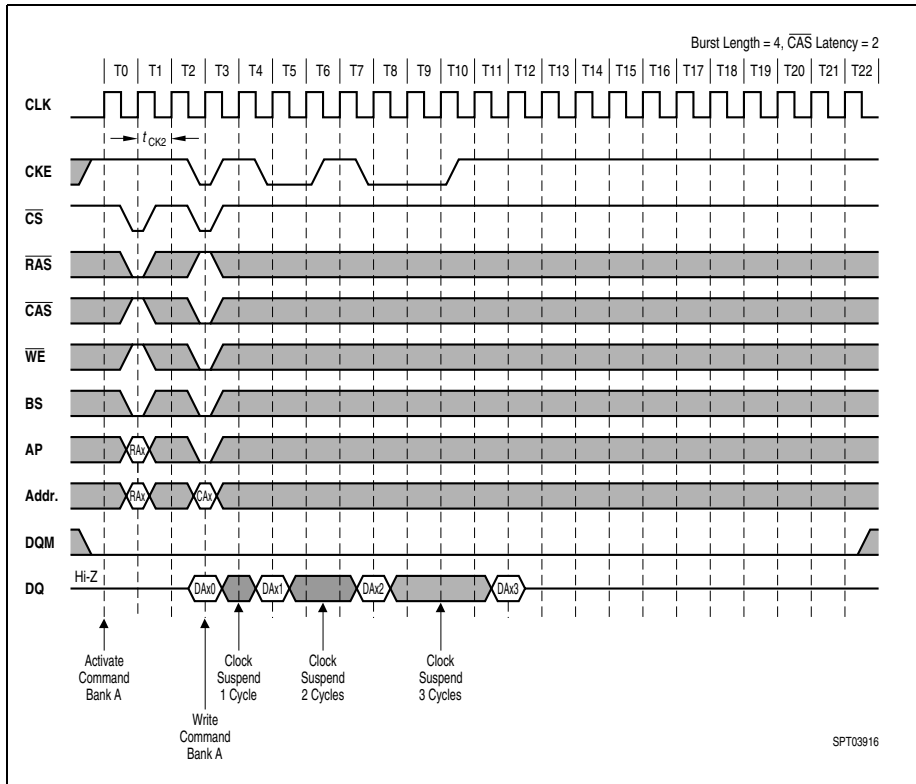 Burst Length = 4, CAS Latency = 2
T0 T1 T2 T3 T4 T5 T6 T7 T8 T9 T10 T11 T12 T13 T14 T15 T16 T17 T18 T19 T20 T21 T22
CLK
t CK2
CKE
CS
RAS
CAS
WE
BS
AP RAx
Addr. RAx CAx
DQM
Hi-Z
DQ DAx0 DAx1 DAx2 DAx3
Activate Command Bank A
Write Command Bank A
Clock Suspend 1 Cycle
Clock Suspend 2 Cycles
Clock Suspend 3 Cycles
SPT03916